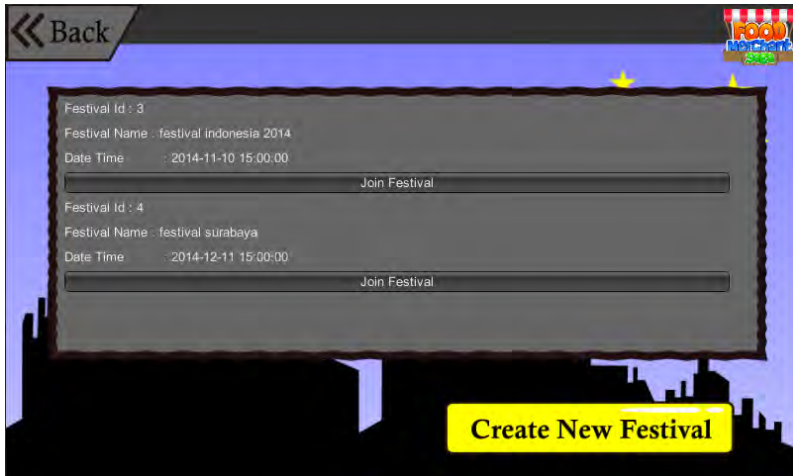 Back
FOOD
Merchant
Festival Id : 3
Festival Name : festival indonesia 2014
Date Time : 2014-11-10 15:00:00
Join Festival
Festival Id : 4
Festival Name : festival surabaya
Date Time : 2014-12-11 15:00:00
Join Festival
Create New Festival